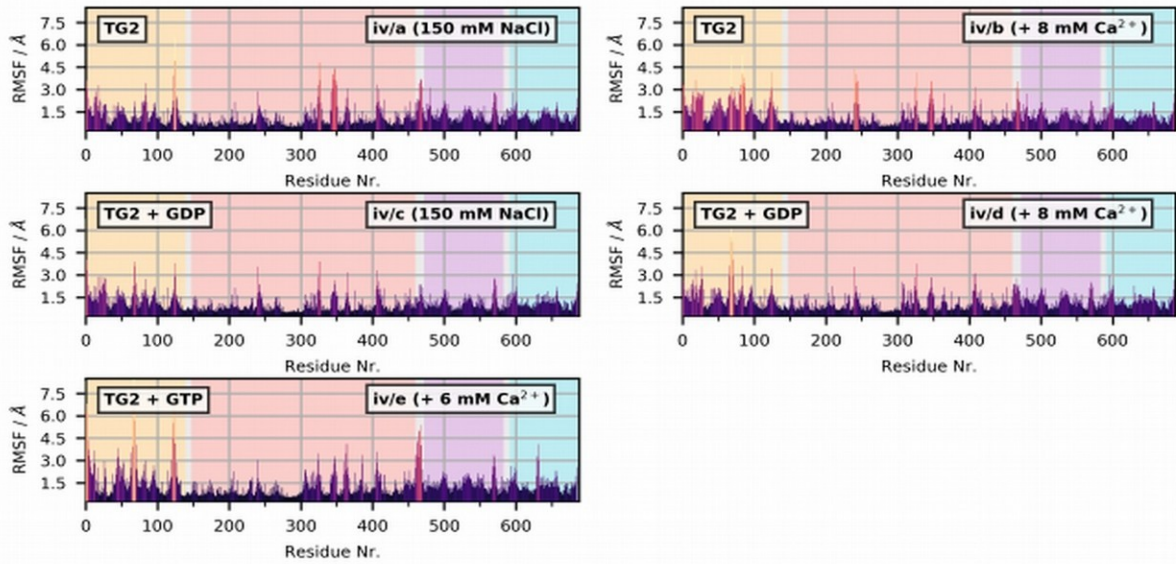 TG2
iv/a (150 mM NaCl)
RMSF / Å
7.5
6.0
4.5
3.0
1.5
0 100 200 300 400 500 600
Residue Nr.
TG2
iv/b (+ 8 mM Ca²⁺)
RMSF / Å
7.5
6.0
4.5
3.0
1.5
0 100 200 300 400 500 600
Residue Nr.
TG2 + GDP
iv/c (150 mM NaCl)
RMSF / Å
7.5
6.0
4.5
3.0
1.5
0 100 200 300 400 500 600
Residue Nr.
TG2 + GDP
iv/d (+ 8 mM Ca²⁺)
RMSF / Å
7.5
6.0
4.5
3.0
1.5
0 100 200 300 400 500 600
Residue Nr.
TG2 + GTP
iv/e (+ 6 mM Ca²⁺)
RMSF / Å
7.5
6.0
4.5
3.0
1.5
0 100 200 300 400 500 600
Residue Nr.